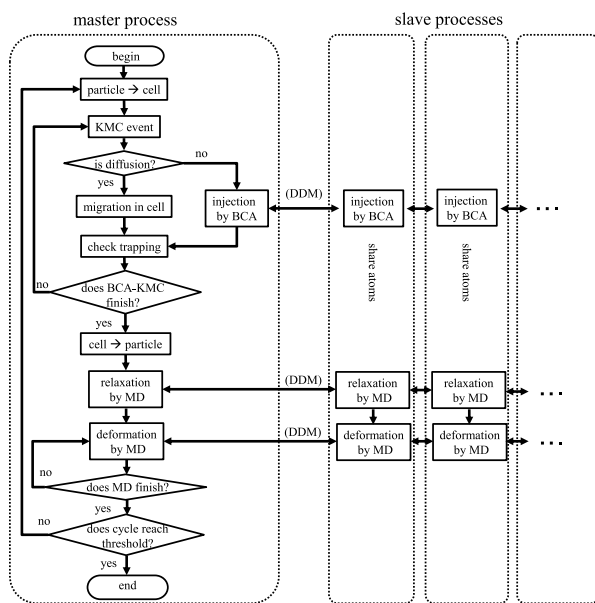 master process
slave processes
begin
particle → cell
KMC event
is diffusion?
no
yes
migration in cell
injection
by BCA
(DDM)
injection
by BCA
injection
by BCA
...
check trapping
share atoms
share atoms
does BCA-KMC
finish?
no
yes
cell → particle
relaxation
by MD
(DDM)
relaxation
by MD
relaxation
by MD
...
deformation
by MD
(DDM)
deformation
by MD
deformation
by MD
...
no
does MD finish?
yes
no
does cycle reach
threshold?
yes
end